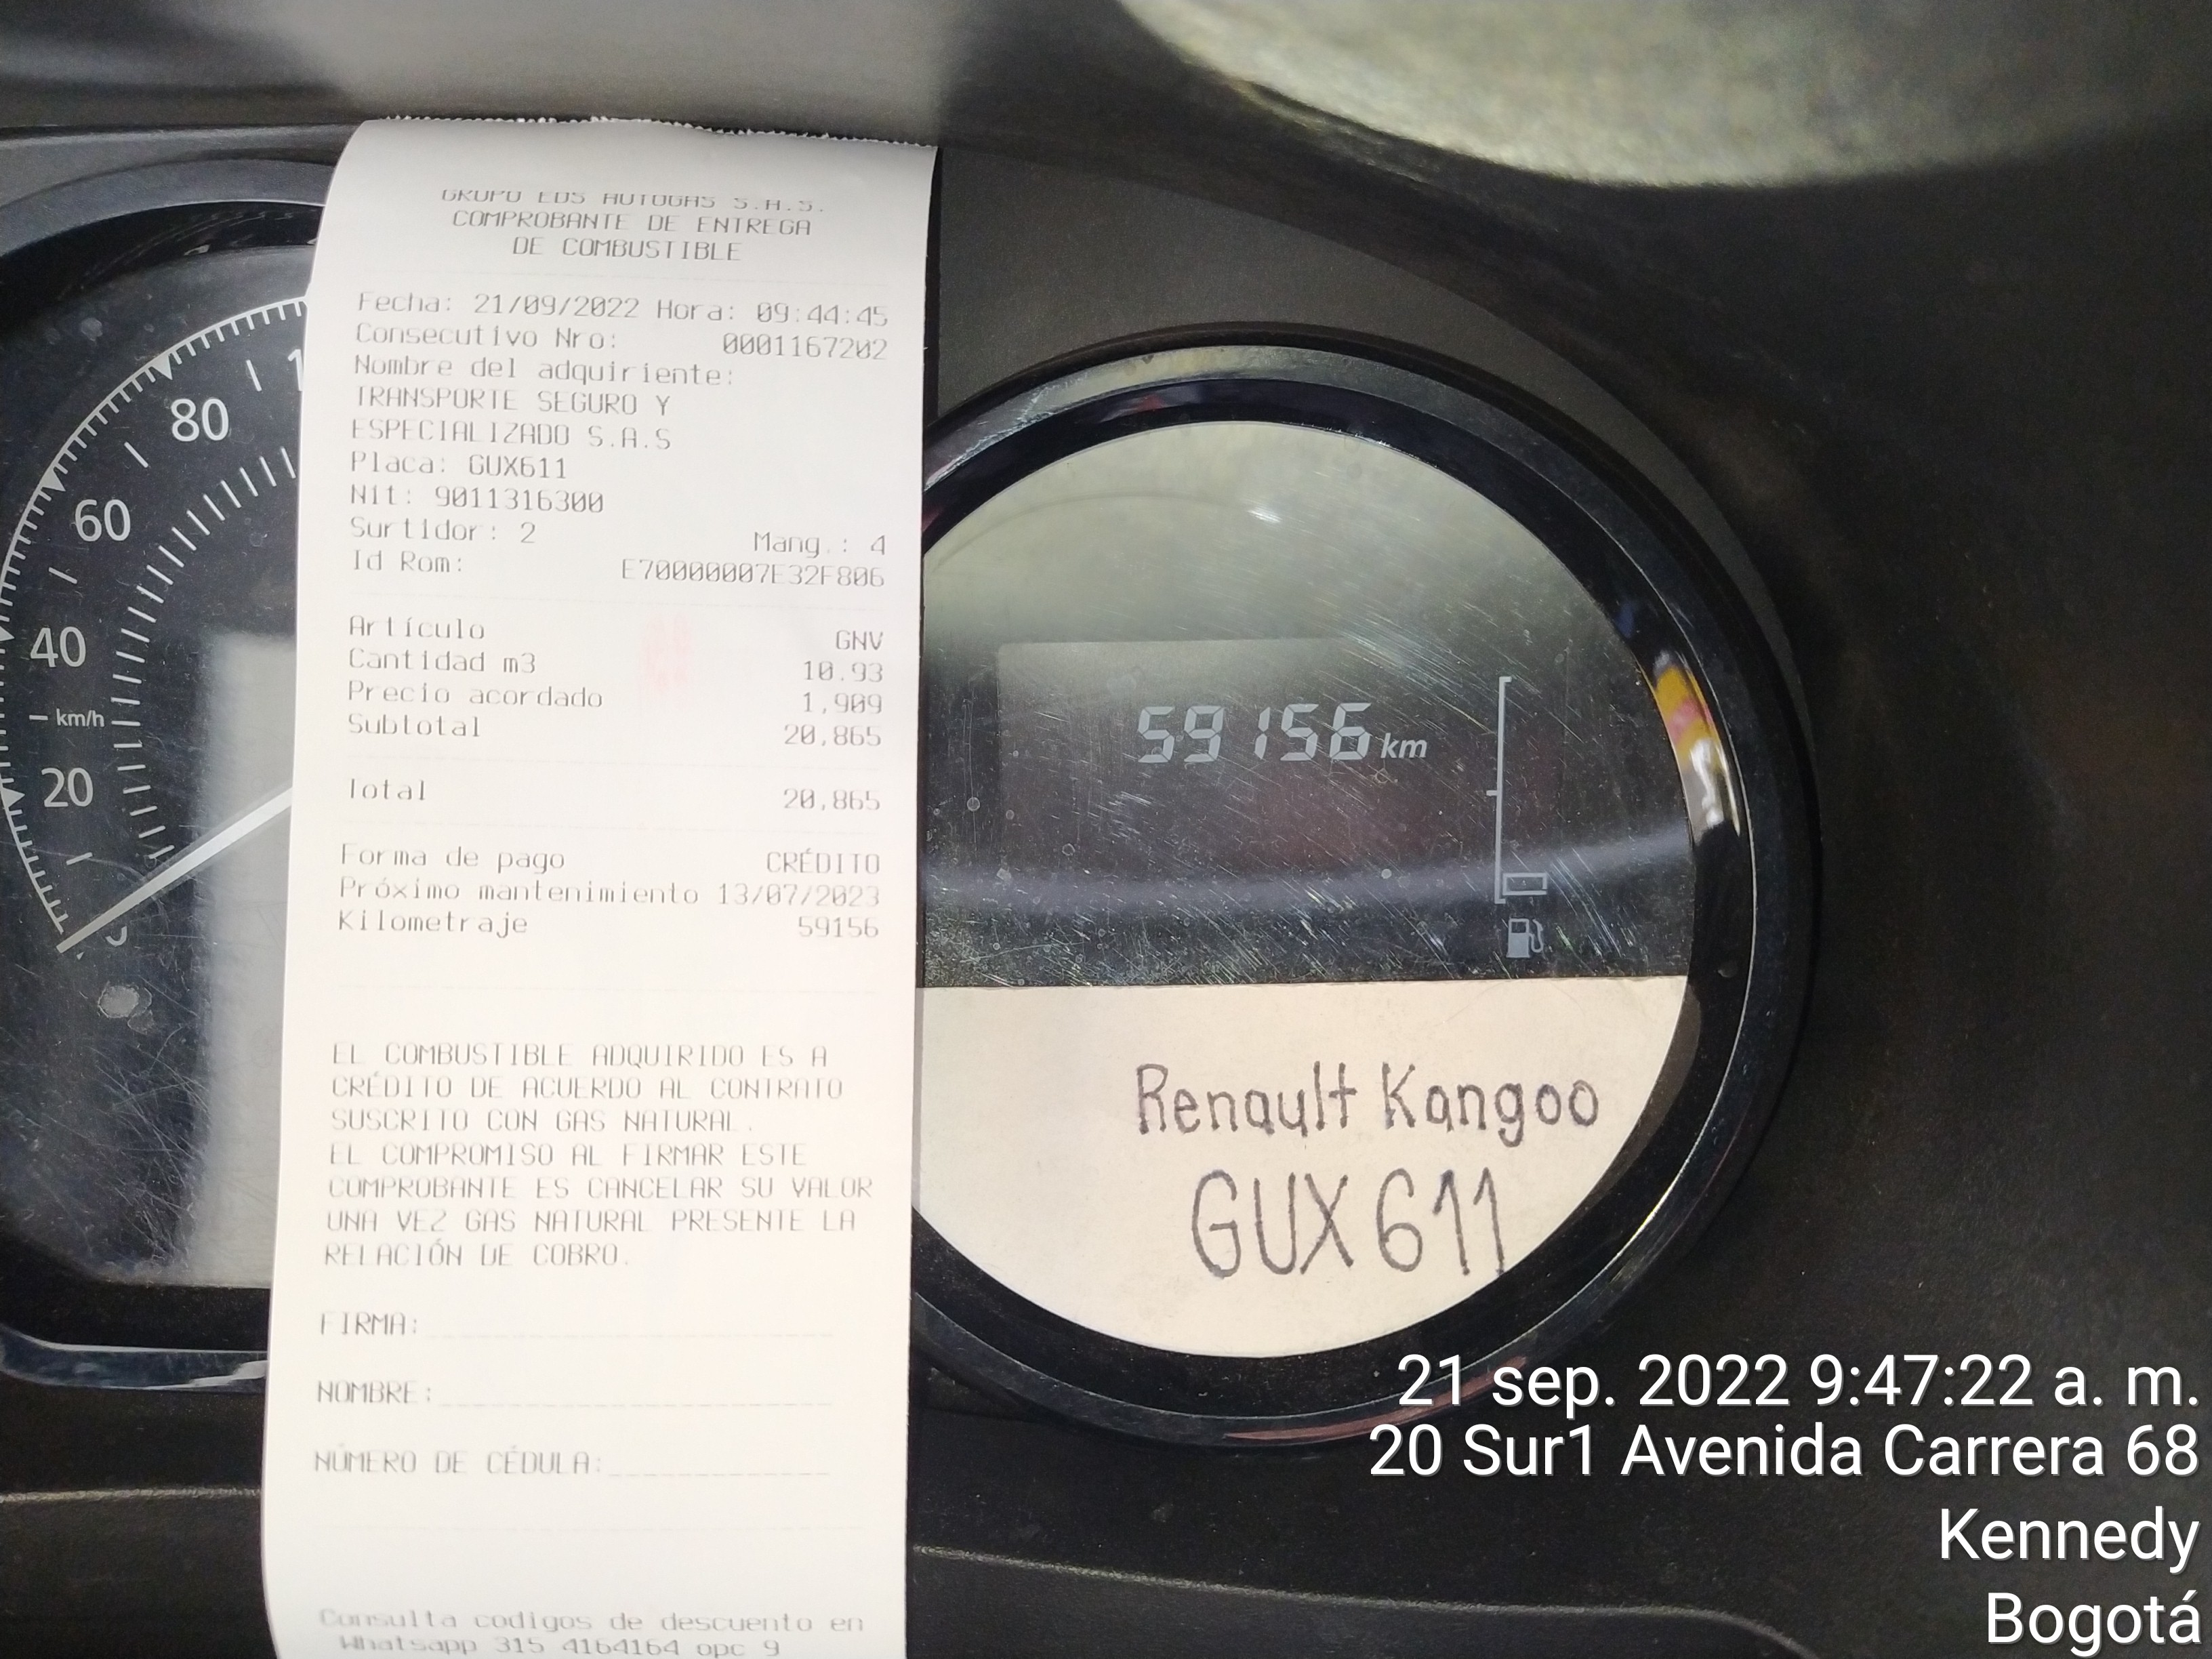 GRUPO EDS AUTOGAS S.A.S.
COMPROBANTE DE ENTREGA
DE COMBUSTIBLE
Fecha: 21/09/2022 Hora: 09:44:45
Consecutivo Nro: 0001167202
Nombre del adquiriente:
TRANSPORTE SEGURO Y
ESPECIALIZADO S.A.S
Placa: GUX611
Nit: 9011316300
Surtidor: 2 Mang.: 4
Id Rom: E70000007E32F806
Artículo GNV
Cantidad m3 10.93
Precio acordado 1,909
Subtotal 20,865
Total 20,865
Forma de pago CRÉDITO
Próximo mantenimiento 13/07/2023
Kilometraje 59156
EL COMBUSTIBLE ADQUIRIDO ES A
CRÉDITO DE ACUERDO AL CONTRATO
SUSCRITO CON GAS NATURAL.
EL COMPROMISO AL FIRMAR ESTE
COMPROBANTE ES CANCELAR SU VALOR
UNA VEZ GAS NATURAL PRESENTE LA
RELACIÓN DE COBRO.
FIRMA:
NOMBRE:
NÚMERO DE CÉDULA:
Consulta codigos de descuento en
Whatsapp 315 4164164 opc 9
80
60
40
km/h
20
59156 km
Renault Kangoo
GUX 611
21 sep. 2022 9:47:22 a. m.
20 Sur1 Avenida Carrera 68
Kennedy
Bogotá